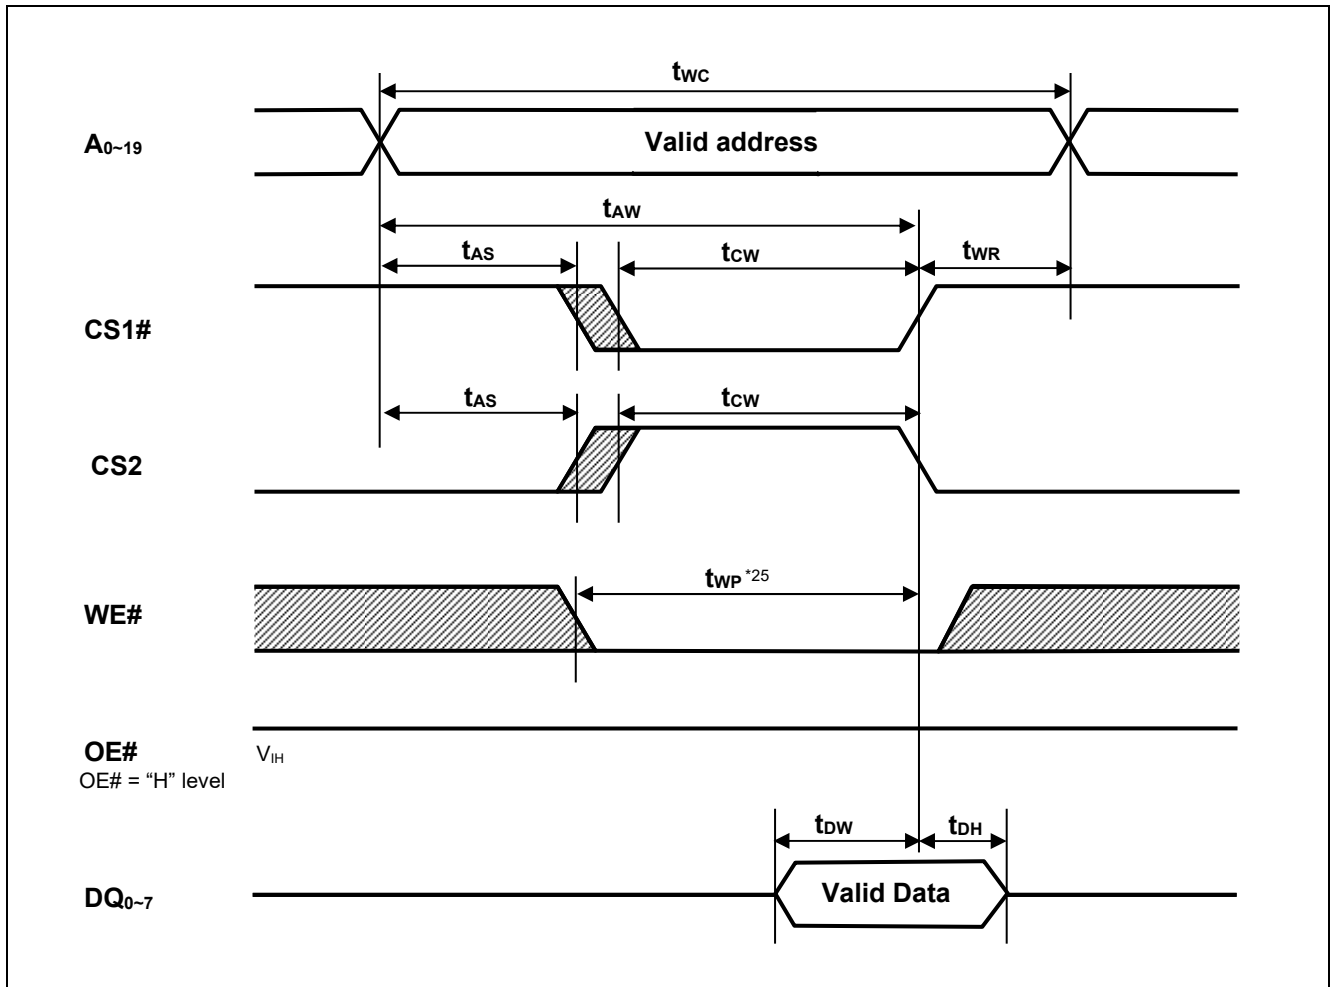 tWC
A0~19 Valid address
tAW
tAS tCW tWR
CS1#
tAS tCW
CS2
tWP *25
WE#
OE# VIH
OE# = “H” level
tDW tDH
DQ0~7 Valid Data